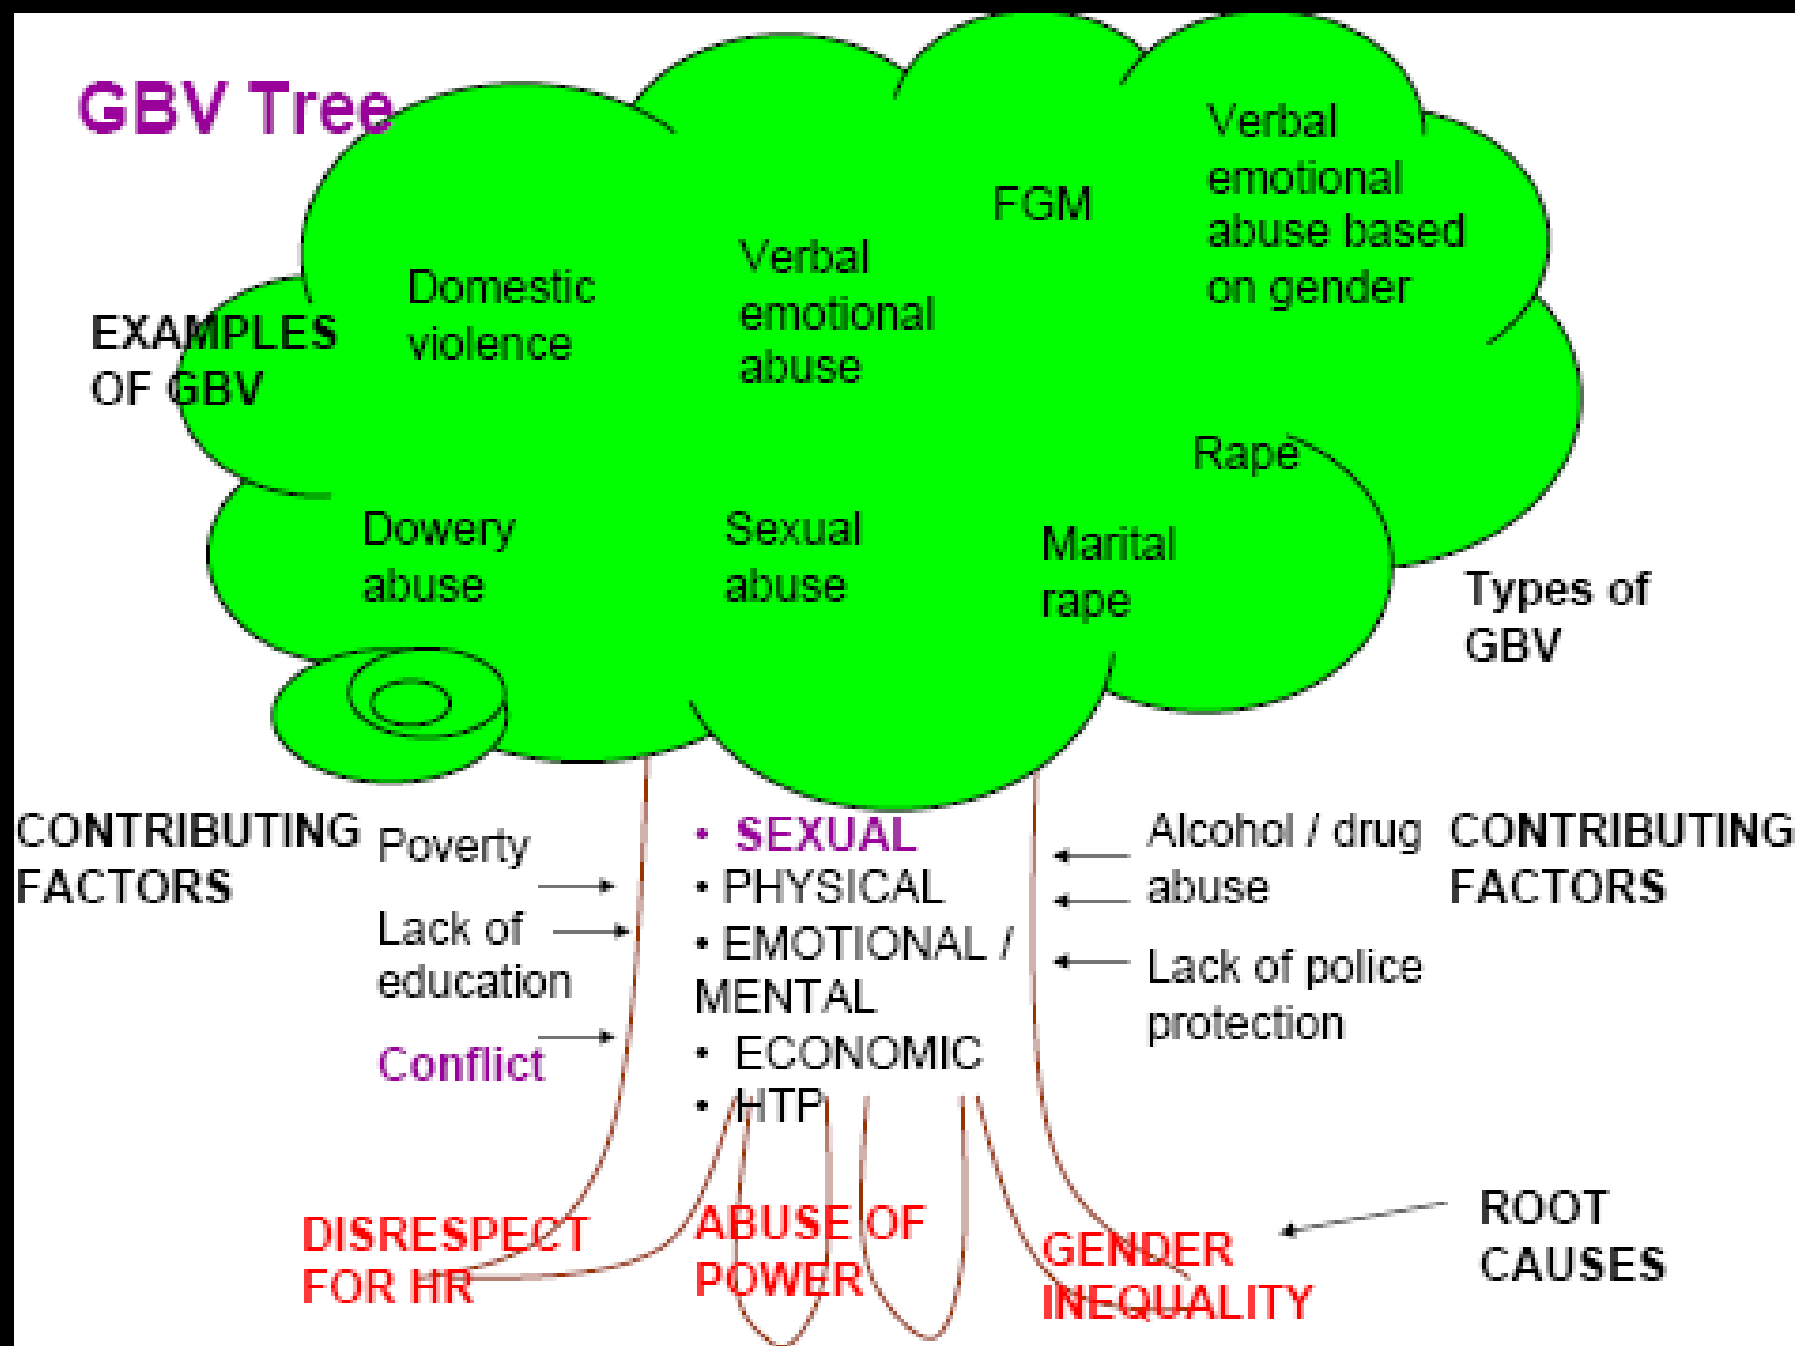 GBV Tree
Verbal
emotional
abuse based
on gender
FGM
Verbal
emotional
abuse
Domestic
violence
EXAMPLES
OF GBV
Rape
Dowery
abuse
Sexual
abuse
Marital
rape
Types of
GBV
CONTRIBUTING
FACTORS
Poverty
Lack of
education
Conflict
• SEXUAL
• PHYSICAL
• EMOTIONAL /
MENTAL
• ECONOMIC
• HTP
Alcohol / drug
abuse
Lack of police
protection
CONTRIBUTING
FACTORS
DISRESPECT
FOR HR
ABUSE OF
POWER
GENDER
INEQUALITY
ROOT
CAUSES